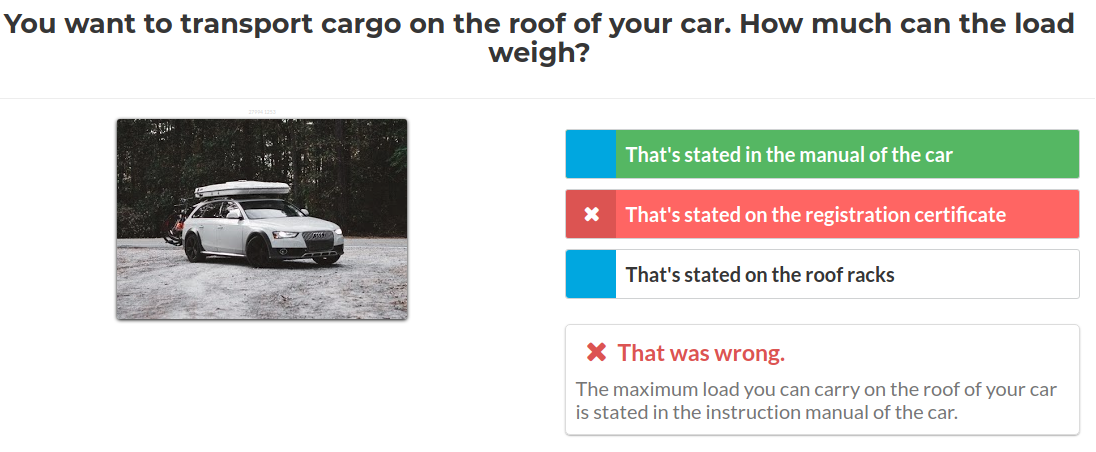 You want to transport cargo on the roof of your car. How much can the load
weigh?
That's stated in the manual of the car
That's stated on the registration certificate
That's stated on the roof racks
That was wrong.
The maximum load you can carry on the roof of your car
is stated in the instruction manual of the car.